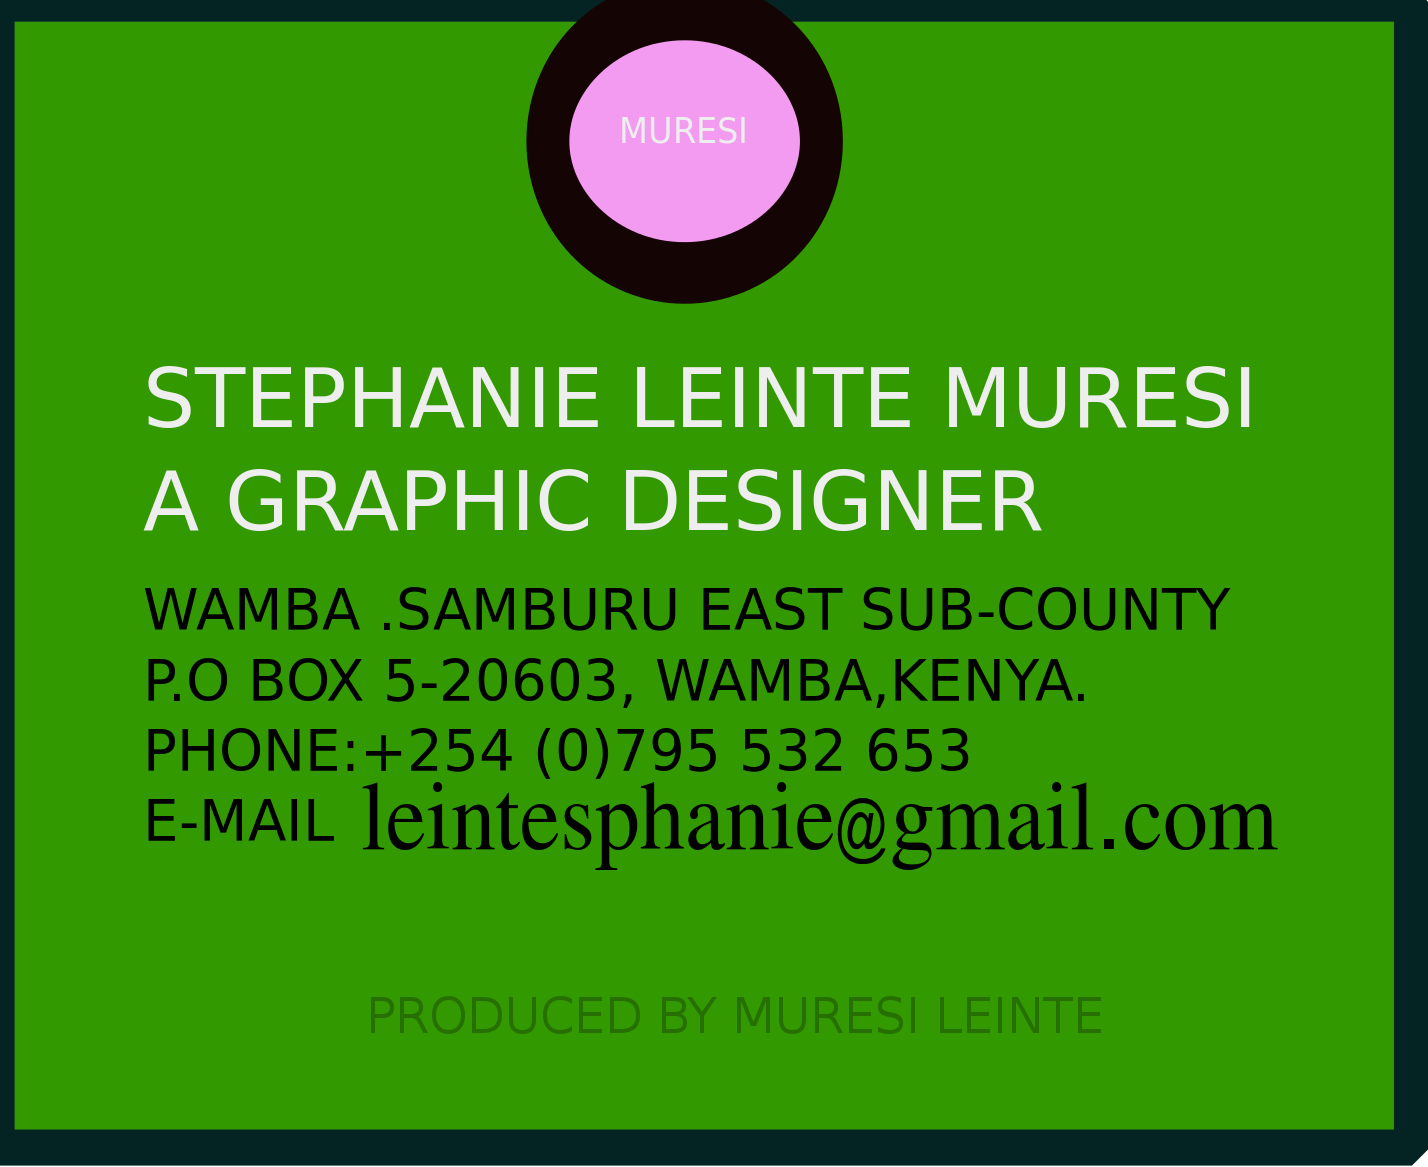 MURESI
STEPHANIE LEINTE MURESI
A GRAPHIC DESIGNER
WAMBA .SAMBURU EAST SUB-COUNTY
P.O BOX 5-20603, WAMBA,KENYA.
PHONE:+254 (0)795 532 653
E-MAIL leintesphanie@gmail.com
PRODUCED BY MURESI LEINTE